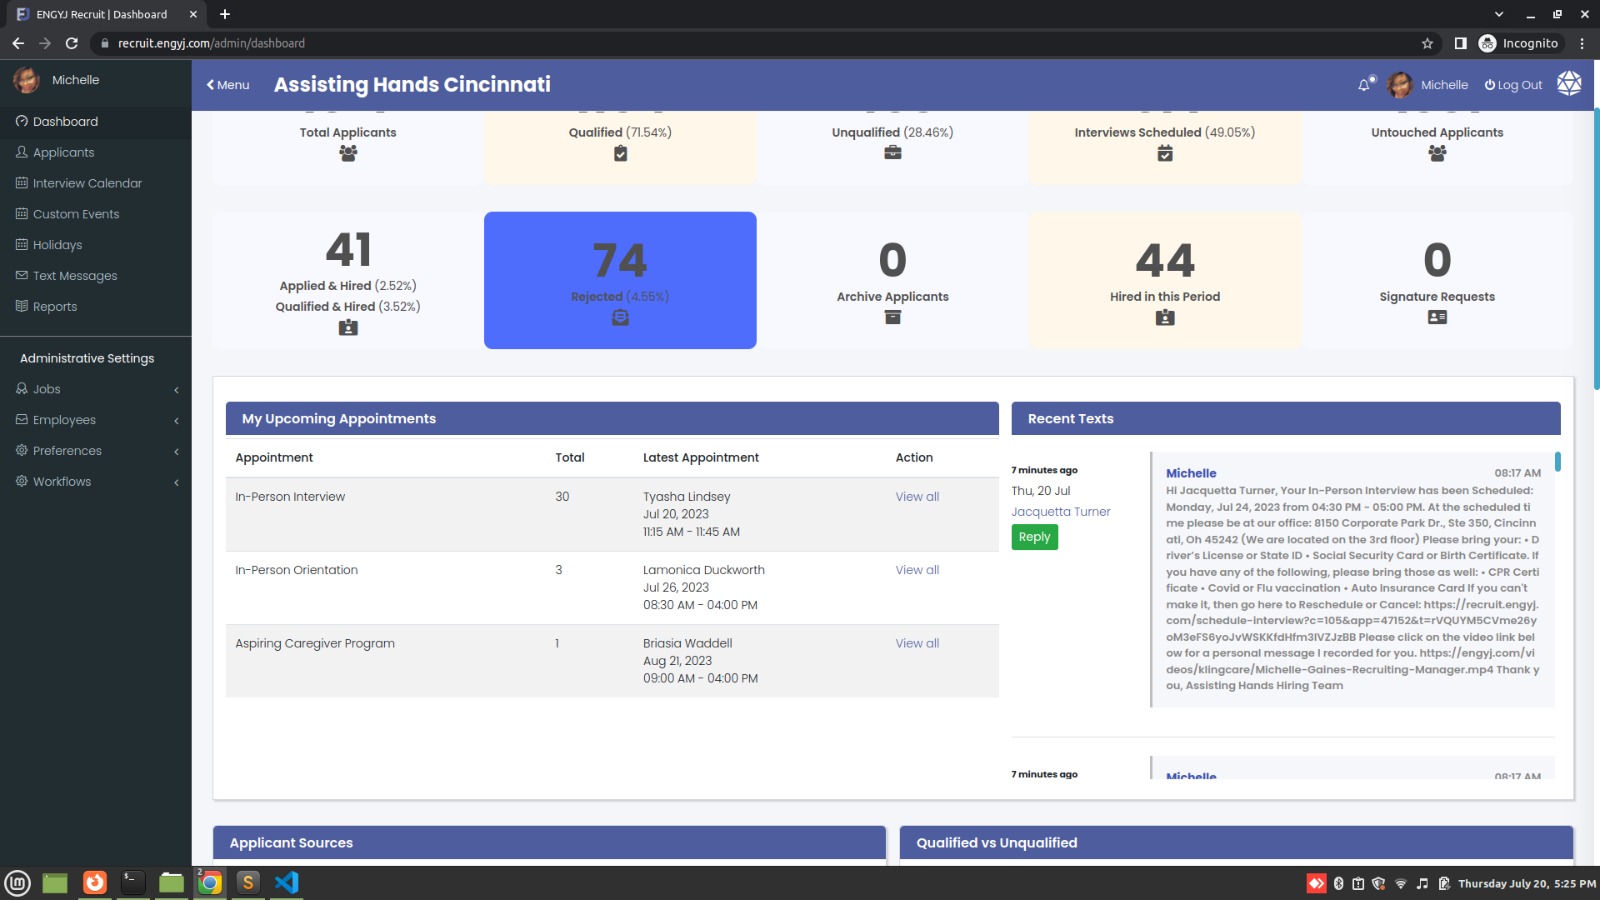 ENGYJ Recruit | Dashboard
recruit.engyj.com/admin/dashboard
Incognito
Michelle
Menu
Assisting Hands Cincinnati
Michelle
Log Out
Dashboard
Applicants
Interview Calendar
Custom Events
Holidays
Text Messages
Reports
Administrative Settings
Jobs
Employees
Preferences
Workflows
Total Applicants
Qualified (71.54%)
Unqualified (28.46%)
Interviews Scheduled (49.05%)
Untouched Applicants
41
Applied & Hired (2.52%)
Qualified & Hired (3.52%)
74
Rejected (4.55%)
0
Archive Applicants
44
Hired in this Period
0
Signature Requests
My Upcoming Appointments
Appointment Total Latest Appointment Action
In-Person Interview 30 Tyasha Lindsey View all
Jul 20, 2023
11:15 AM - 11:45 AM
In-Person Orientation 3 Lamonica Duckworth View all
Jul 26, 2023
08:30 AM - 04:00 PM
Aspiring Caregiver Program 1 Briasia Waddell View all
Aug 21, 2023
09:00 AM - 04:00 PM
Recent Texts
7 minutes ago
Thu, 20 Jul
Jacquetta Turner
Reply
Michelle 08:17 AM
Hi Jacquetta Turner, Your In-Person Interview has been Scheduled:
Monday, Jul 24, 2023 from 04:30 PM - 05:00 PM. At the scheduled ti
me please be at our office: 8150 Corporate Park Dr., Ste 350, Cincinn
ati, Oh 45242 (We are located on the 3rd floor) Please bring your: • D
river's License or State ID • Social Security Card or Birth Certificate. If
you have any of the following, please bring those as well: • CPR Certi
ficate • Covid or Flu vaccination • Auto Insurance Card If you can't
make it, then go here to Reschedule or Cancel: https://recruit.engyj.
com/schedule-interview?c=105&app=47152&t=rVQUYM5CVme26y
oM3eFS6yoJvWSKKfdHfm3IVZJzBB Please click on the video link bel
ow for a personal message I recorded for you. https://engyj.com/vi
deos/klingcare/Michelle-Gaines-Recruiting-Manager.mp4 Thank y
ou, Assisting Hands Hiring Team
7 minutes ago
Michelle 08:17 AM
Applicant Sources
Qualified vs Unqualified
2
Thursday July 20, 5:25 PM